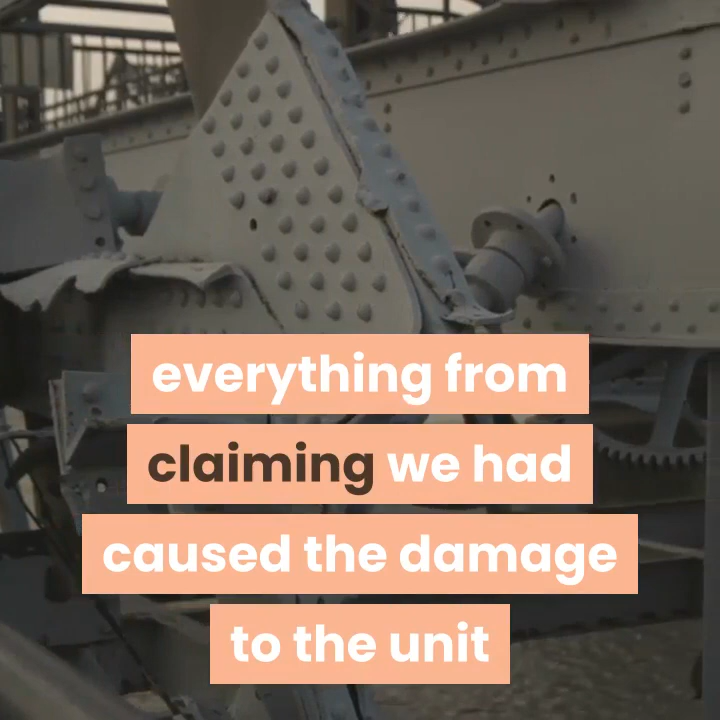 everything from
claiming we had
caused the damage
to the unit